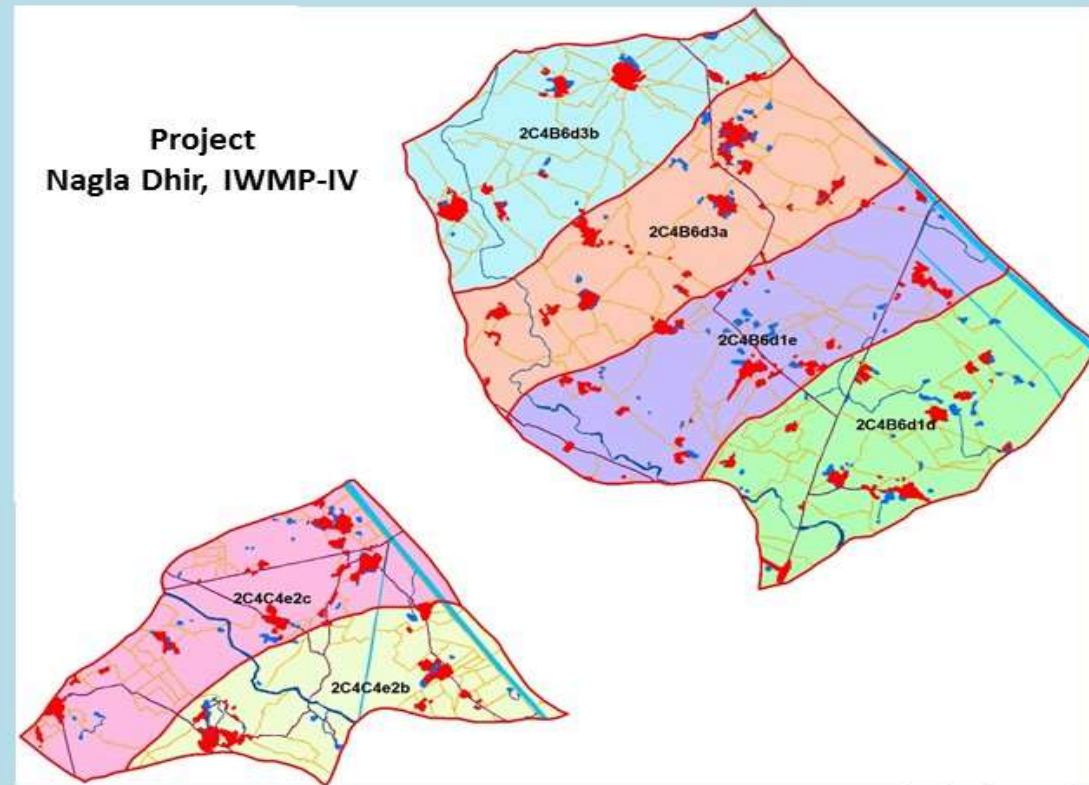 Project
Nagla Dhir, IWMP-IV
2C4B6d3b
2C4B6d3a
2C4B6d1e
2C4B6d1d
2C4C4e2c
2C4C4e2b